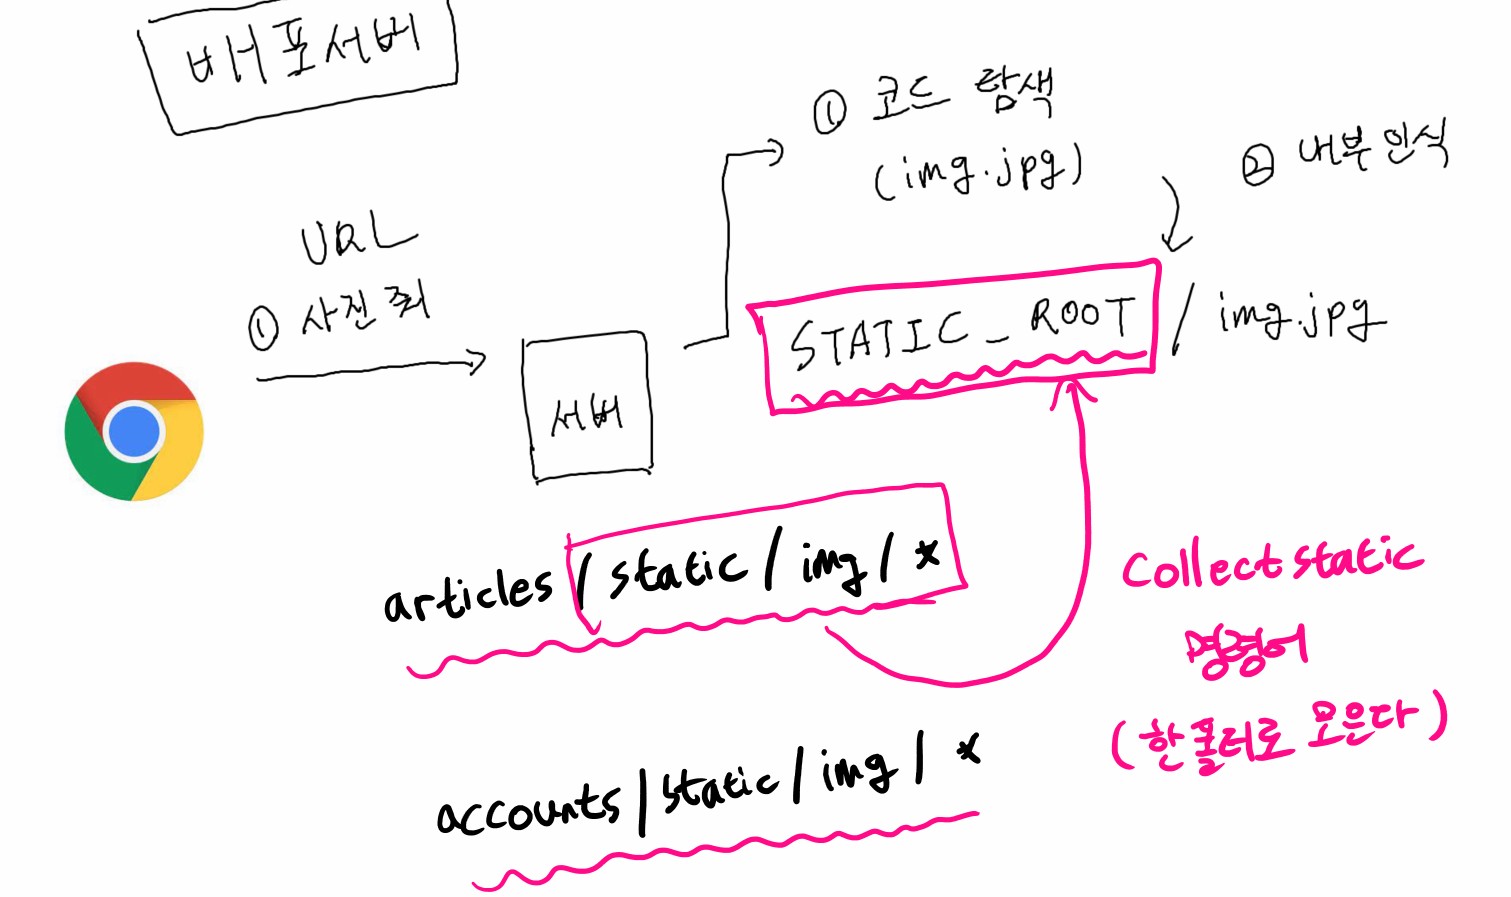 배포서버
① 코드 탐색
(img.jpg)
② 내부인식
URL
① 사진줘
STATIC_ROOT / img.jpg
서버
articles / static / img / *
collectstatic
명령어
(한폴더로 모은다)
accounts / static / img / *